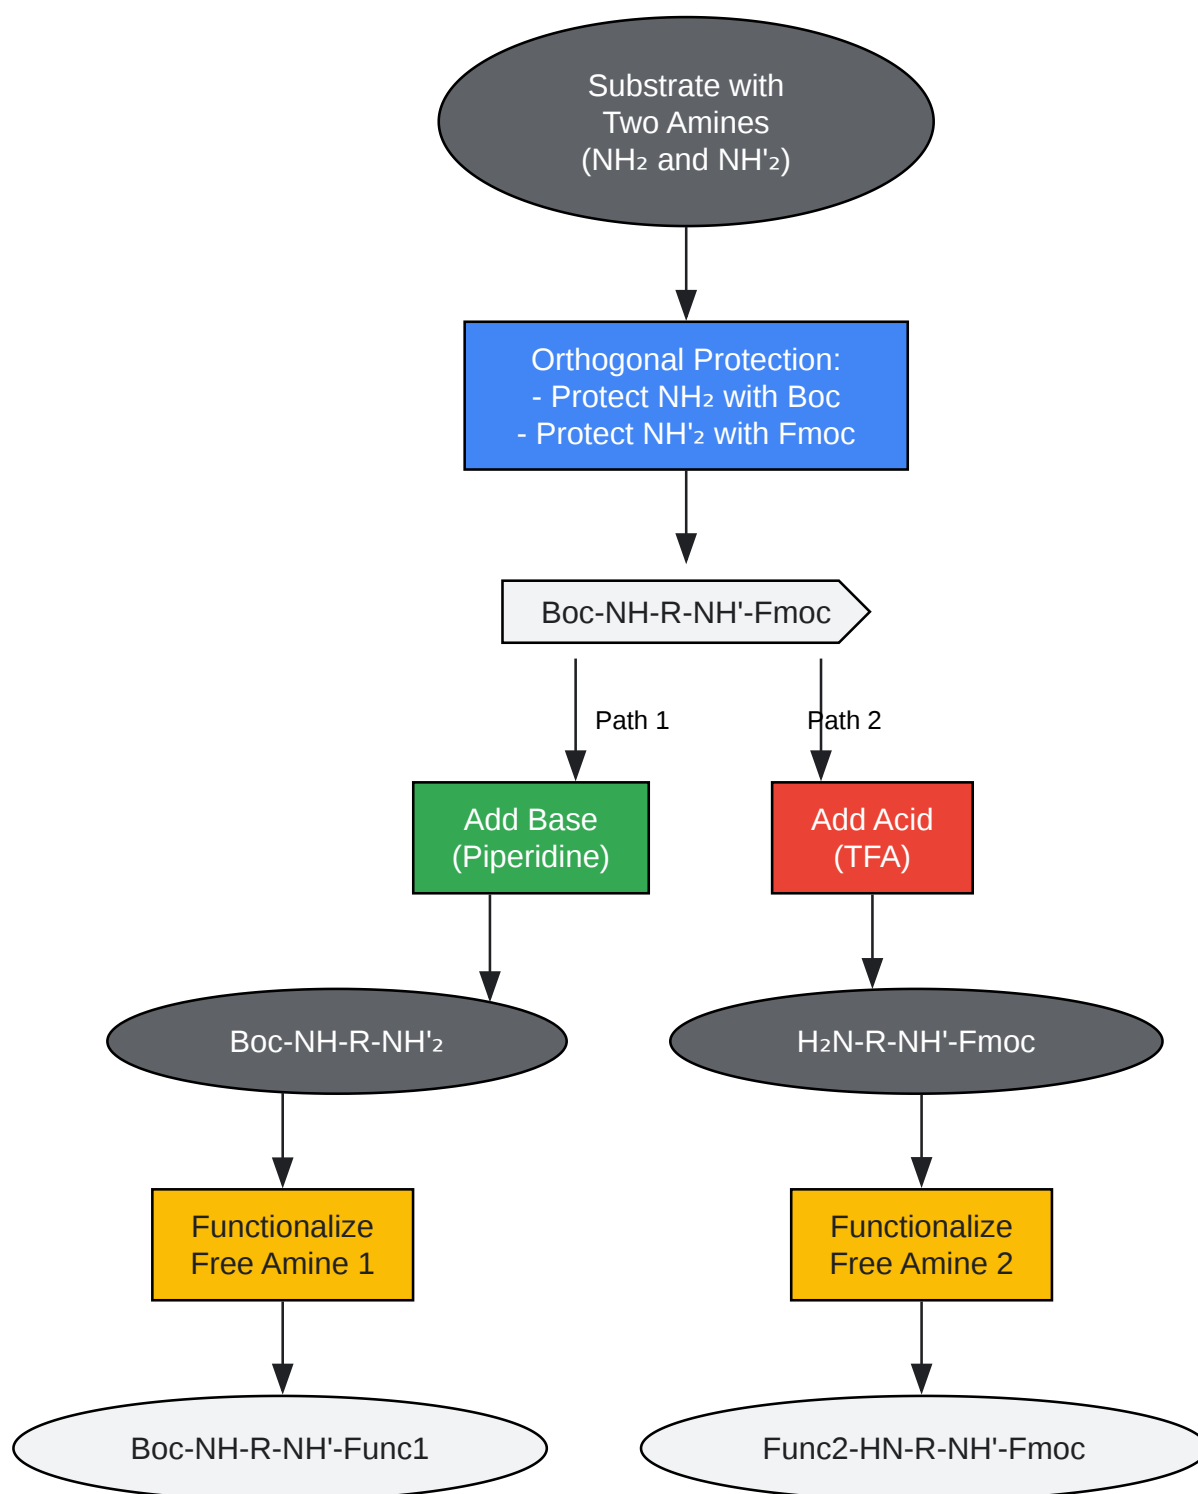 Substrate with
Two Amines
(NH₂ and NH'₂)
Orthogonal Protection:
- Protect NH₂ with Boc
- Protect NH'₂ with Fmoc
Boc-NH-R-NH'-Fmoc
Path 1
Path 2
Add Base
(Piperidine)
Add Acid
(TFA)
Boc-NH-R-NH'₂
H₂N-R-NH'-Fmoc
Functionalize
Free Amine 1
Functionalize
Free Amine 2
Boc-NH-R-NH'-Func1
Func2-HN-R-NH'-Fmoc